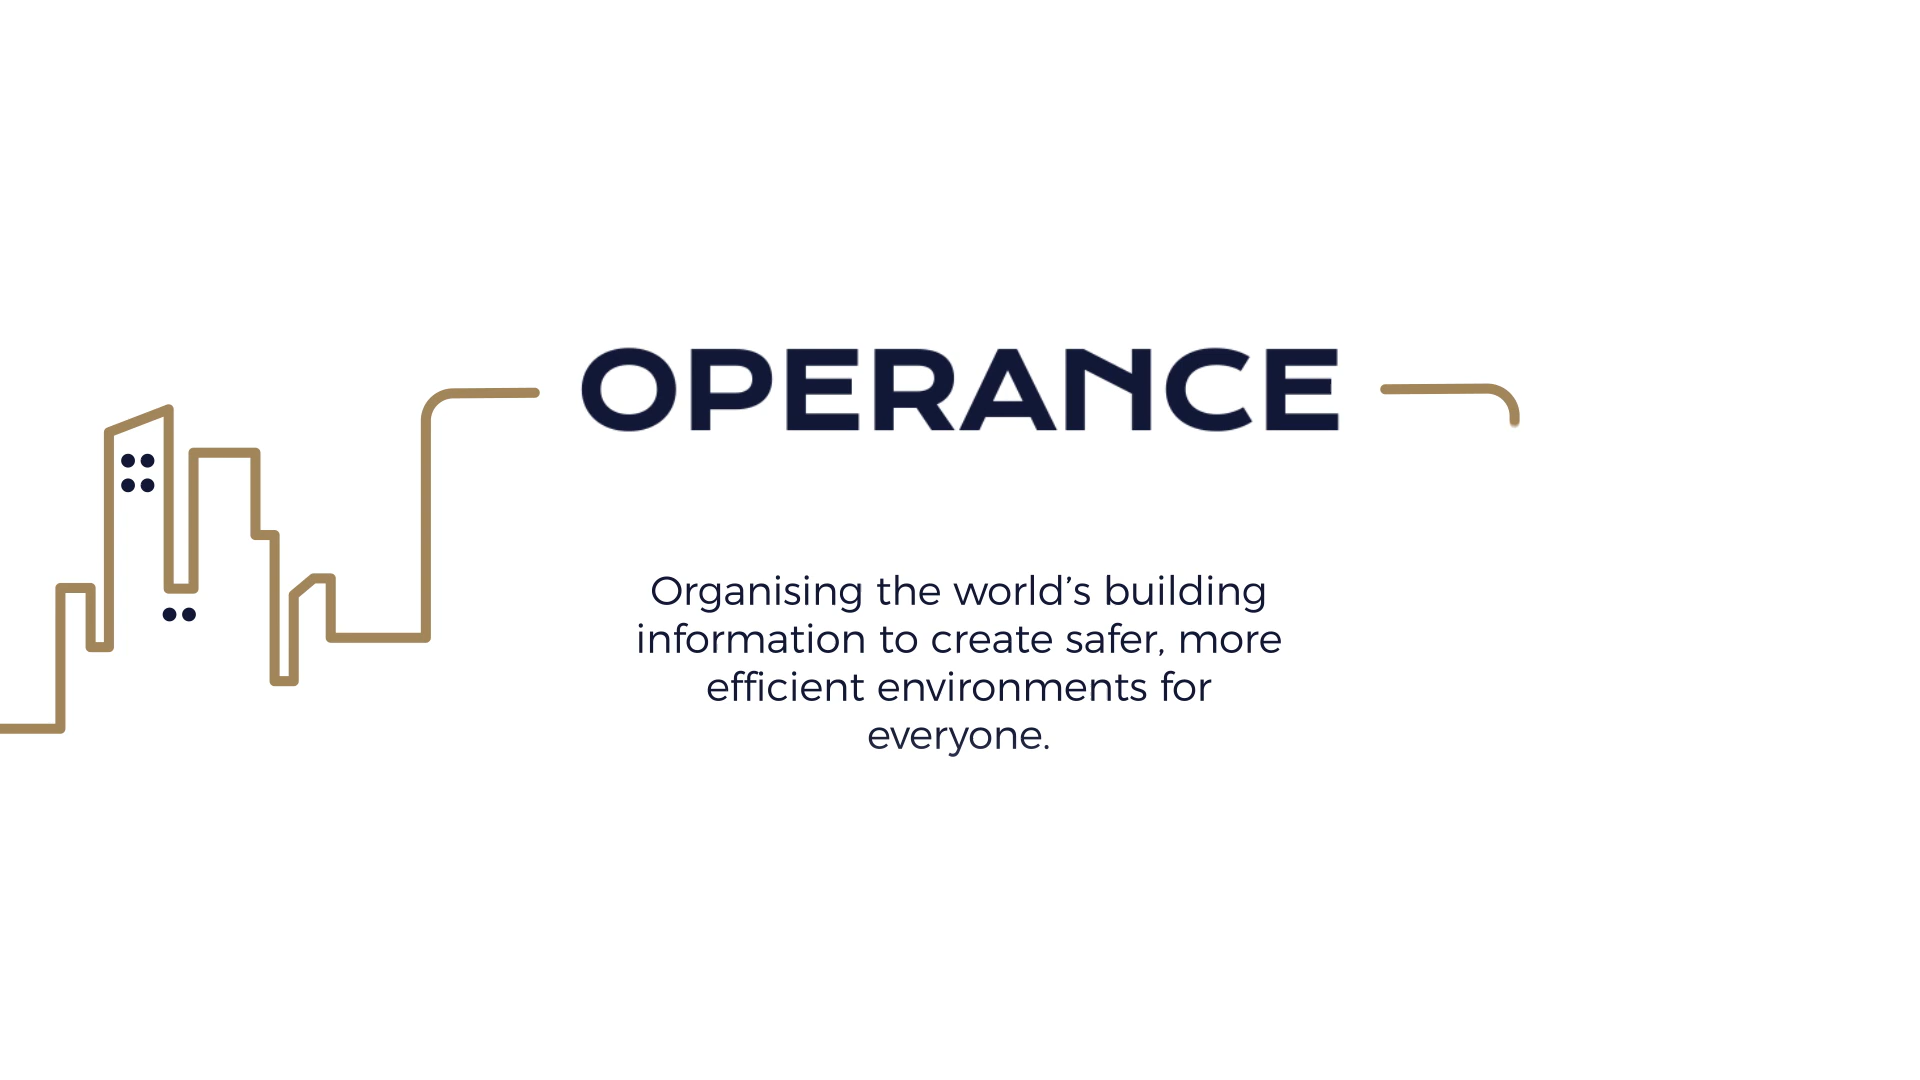 OPERANCE
Organising the world’s building
information to create safer, more
efficient environments for
everyone.